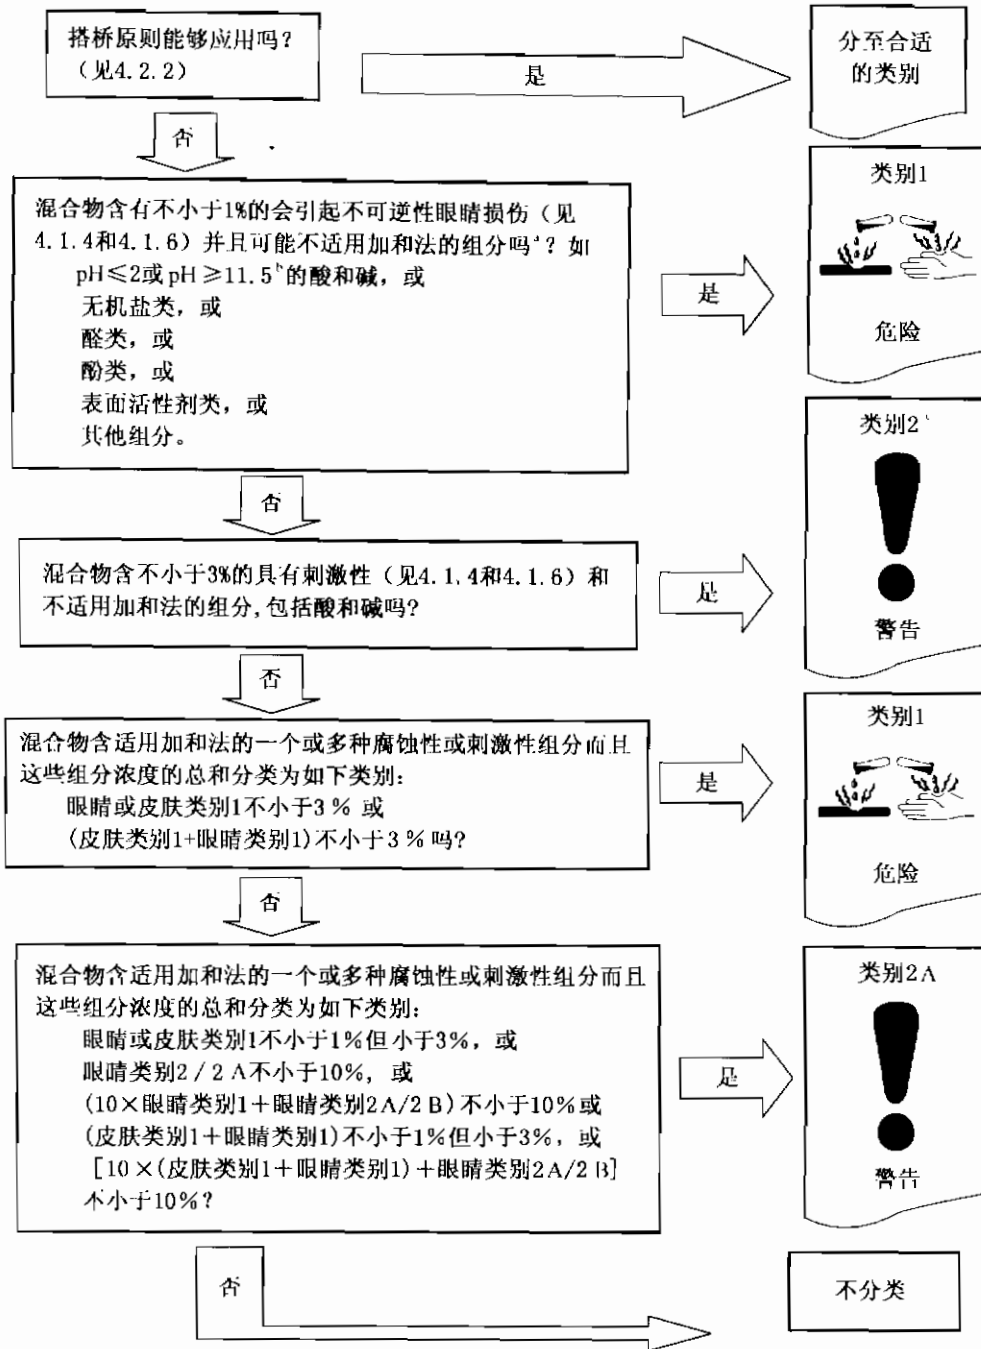 搭桥原则能够应用吗？
（见4.2.2）
是
分至合适
的类别
否
混合物含有不小于1%的会引起不可逆性眼睛损伤（见
4.1.4和4.1.6）并且可能不适用加和法的组分吗a？如
pH≤2或pH≥11.5b的酸和碱，或
无机盐类，或
醛类，或
酚类，或
表面活性剂类，或
其他组分。
是
类别1
危险
否
混合物含不小于3%的具有刺激性（见4.1.4和4.1.6）和
不适用加和法的组分,包括酸和碱吗?
是
类别2c
警告
否
混合物含适用加和法的一个或多种腐蚀性或刺激性组分而且
这些组分浓度的总和分类为如下类别：
眼睛或皮肤类别1不小于3％ 或
(皮肤类别1+眼睛类别1)不小于3％吗?
是
类别1
危险
否
混合物含适用加和法的一个或多种腐蚀性或刺激性组分而且
这些组分浓度的总和分类为如下类别：
眼睛或皮肤类别1不小于1%但小于3%，或
眼睛类别2/2A不小于10%，或
(10×眼睛类别1+眼睛类别2A/2B)不小于10%或
(皮肤类别1+眼睛类别1)不小于1%但小于3%，或
[10×(皮肤类别1+眼睛类别1)+眼睛类别2A/2B]
不小于10%?
是
类别2A
警告
否
不分类